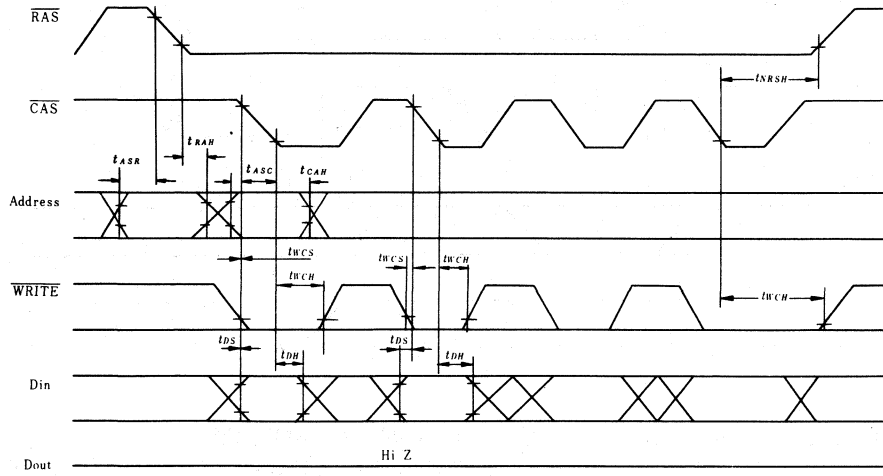 RAS
tNRSH
CAS
tRAH
tASR
tASC
tCAH
Address
tWCS
tWCH
tWCS
tWCH
tWCH
WRITE
tDS
tDH
tDS
tDH
Din
Hi Z
Dout